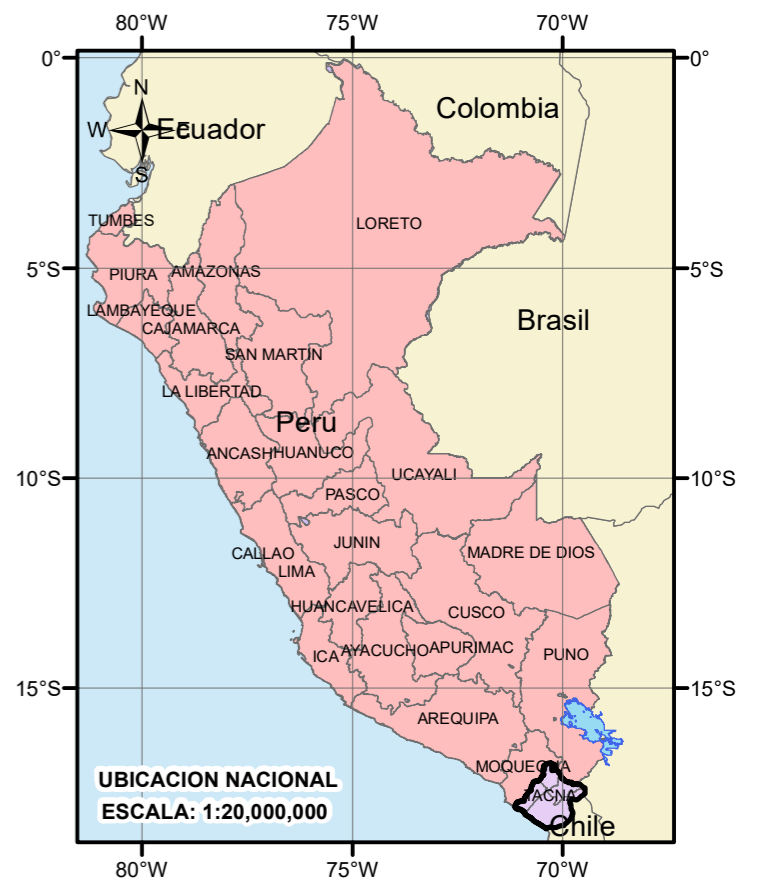 80°W 75°W 70°W
0° 0°
N
Colombia
W E Ecuador
S
TUMBES
LORETO
5°S 5°S
PIURA AMAZONAS
LAMBAYEQUE
CAJAMARCA
Brasil
SAN MARTIN
LA LIBERTAD
Peru
ANCASH HUANUCO
10°S UCAYALI 10°S
PASCO
JUNIN
CALLAO MADRE DE DIOS
LIMA
HUANCAVELICA
CUSCO
ICA AYACUCHO APURIMAC PUNO
15°S 15°S
AREQUIPA
MOQUEGUA
UBICACION NACIONAL
TACNA
ESCALA: 1:20,000,000
Chile
80°W 75°W 70°W